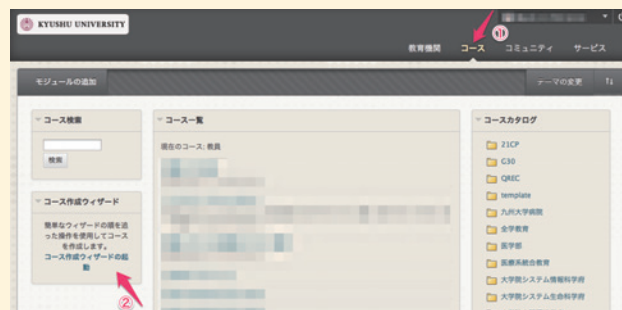 KYUSHU UNIVERSITY
①
教育機関 コース コミュニティ サービス
モジュールの追加 テーマの変更
コース検索
検索
コース作成ウィザード
簡単なウィザードの順を追
った操作を使用してコース
を作成します。
コース作成ウィザードの起
動
②
コース一覧
現在のコース: 教員
コースカタログ
21CP
G30
QREC
template
九州大学病院
全学教育
医学部
医療系統合教育
大学院システム情報科学府
大学院システム生命科学府